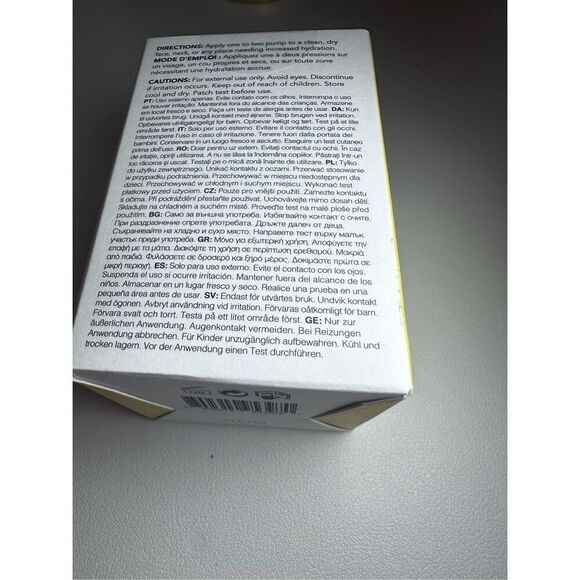 DIRECTIONS: Apply one to two pump to a clean, dry
face, neck, or any place needing increased hydration.
MODE D'EMPLOI : Appliquez une à deux pressions sur
un visage, un cou propres et secs, ou sur toute zone
nécessitant une hydratation accrue.
CAUTIONS: For external use only. Avoid eyes. Discontinue
if irritation occurs. Keep out of reach of children. Store
cool and dry. Patch test before use.
PT: Uso externo apenas. Evite contato com os olhos. Interrompa o uso
se houver irritação. Mantenha fora do alcance das crianças. Armazene
em local fresco e seco. Faça um teste de alergia antes de usar. DA: Kun
til udvortes brug. Undgå kontakt med øjnene. Stop brugen ved irritation.
Opbevares utilgængeligt for børn. Opbevar køligt og tørt. Test på et lille
område først. IT: Solo per uso esterno. Evitare il contatto con gli occhi.
Interrompere l'uso in caso di irritazione. Tenere fuori dalla portata dei
bambini. Conservare in un luogo fresco e asciutto. Eseguire un test cutaneo
prima dell'uso. RO: Doar pentru uz extern. Evitați contactul cu ochii. În caz
de iritație, opriți utilizarea. A nu se lăsa la îndemâna copiilor. Păstrați într-un
loc răcoros și uscat. Testați pe o mică zonă înainte de utilizare. PL: Tylko
do użytku zewnętrznego. Unikać kontaktu z oczami. Przerwać stosowanie
w przypadku podrażnienia. Przechowywać w miejscu niedostępnym dla
dzieci. Przechowywać w chłodnym i suchym miejscu. Wykonać test
płatkowy przed użyciem. CZ: Pouze pro vnější použití. Zamezte kontaktu
s očima. Při podráždění přestaňte používat. Uchovávejte mimo dosah dětí.
Skladujte na chladném a suchém místě. Proveďte test na malé ploše před
použitím. BG: Само за външна употреба. Избягвайте контакт с очите.
При раздразнение спрете употребата. Дръжте далеч от деца.
Съхранявайте на хладно и сухо място. Направете тест върху малък
участък преди употреба. GR: Μόνο για εξωτερική χρήση. Αποφύγετε την
επαφή με τα μάτια. Διακόψτε τη χρήση σε περίπτωση ερεθισμού. Μακριά
από παιδιά. Φυλάσσετε σε δροσερό και ξηρό μέρος. Δοκιμάστε πρώτα σε
μικρή περιοχή. ES: Solo para uso externo. Evite el contacto con los ojos.
Suspenda el uso si ocurre irritación. Mantener fuera del alcance de los
niños. Almacenar en un lugar fresco y seco. Realice una prueba en una
pequeña área antes de usar. SV: Endast för utvärtes bruk. Undvik kontakt
med ögonen. Avbryt användning vid irritation. Förvaras oåtkomligt för barn.
Förvara svalt och torrt. Testa på ett litet område först. GE: Nur zur
äußerlichen Anwendung. Augenkontakt vermeiden. Bei Reizungen
Anwendung abbrechen. Für Kinder unzugänglich aufbewahren. Kühl und
trocken lagern. Vor der Anwendung einen Test durchführen.